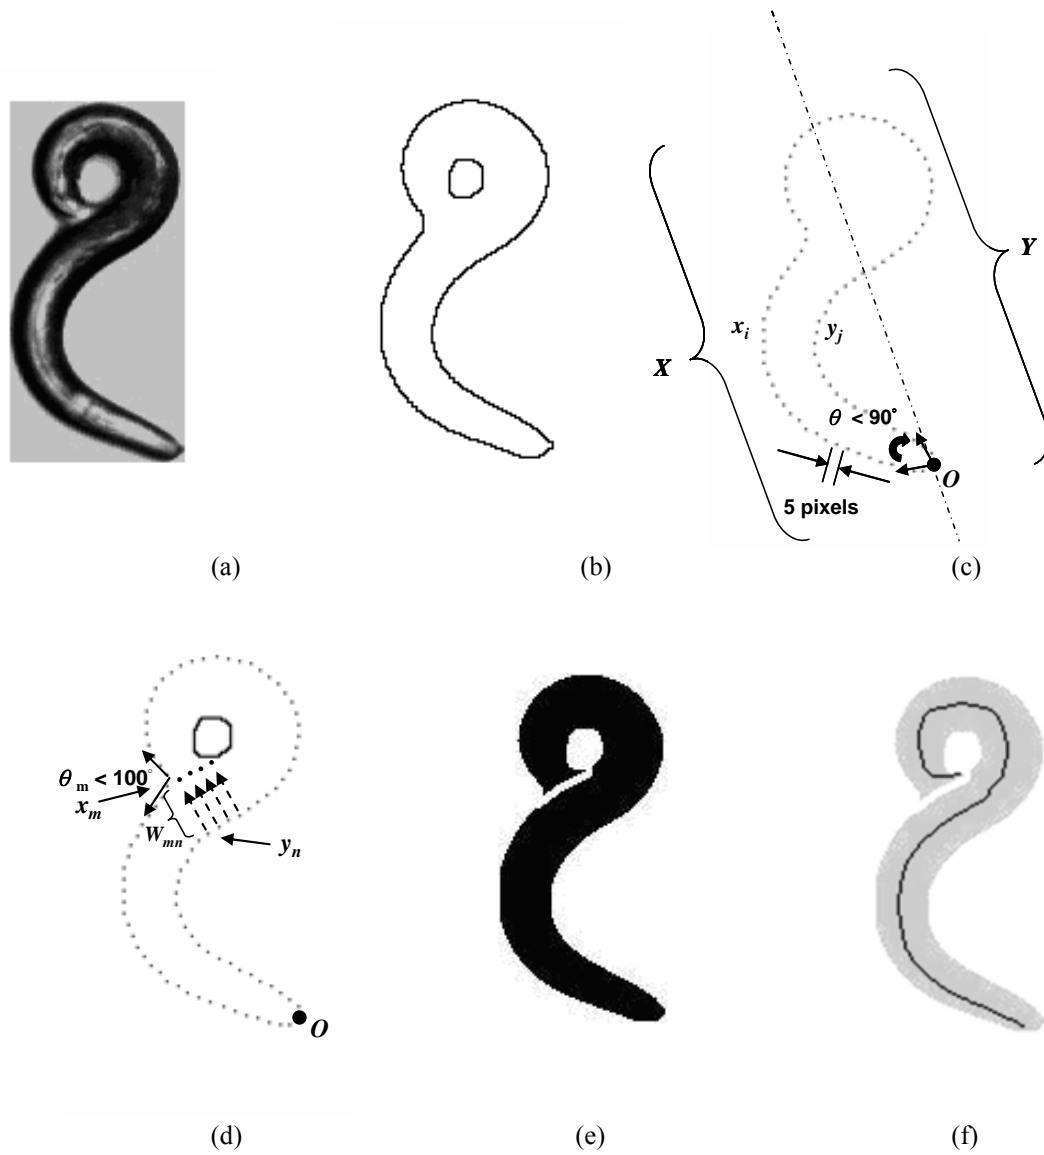 Y
x_i
y_j
X
θ < 90°
O
5 pixels
(a)
(b)
(c)
θ_m < 100°
x_m
W_mn
y_n
O
(d)
(e)
(f)